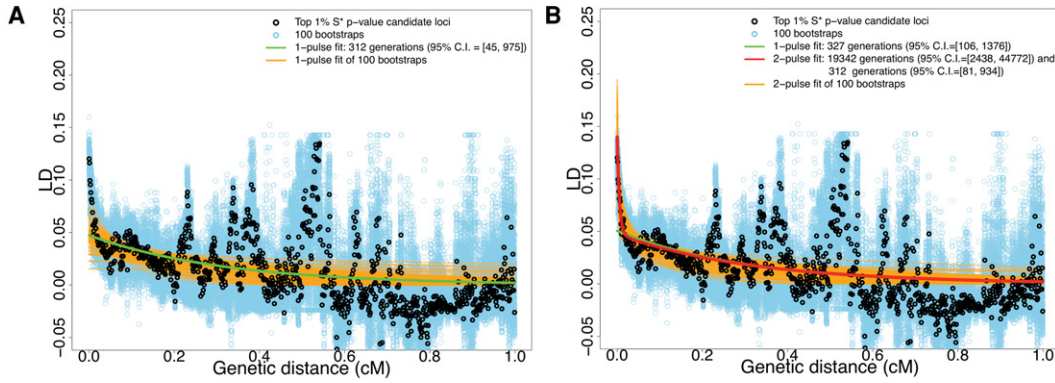 A
Top 1% S* p-value candidate loci
100 bootstraps
1-pulse fit: 312 generations (95% C.I. = [45, 975])
1-pulse fit of 100 bootstraps
LD
0.25
0.20
0.15
0.10
0.05
0.00
−0.05
0.0 0.2 0.4 0.6 0.8 1.0
Genetic distance (cM)
B
Top 1% S* p-value candidate loci
100 bootstraps
1-pulse fit: 327 generations (95% C.I.=[106, 1376])
2-pulse fit: 19342 generations (95% C.I.=[2438, 44772]) and
312 generations (95% C.I.=[81, 934])
2-pulse fit of 100 bootstraps
LD
0.25
0.20
0.15
0.10
0.05
0.00
−0.05
0.0 0.2 0.4 0.6 0.8 1.0
Genetic distance (cM)